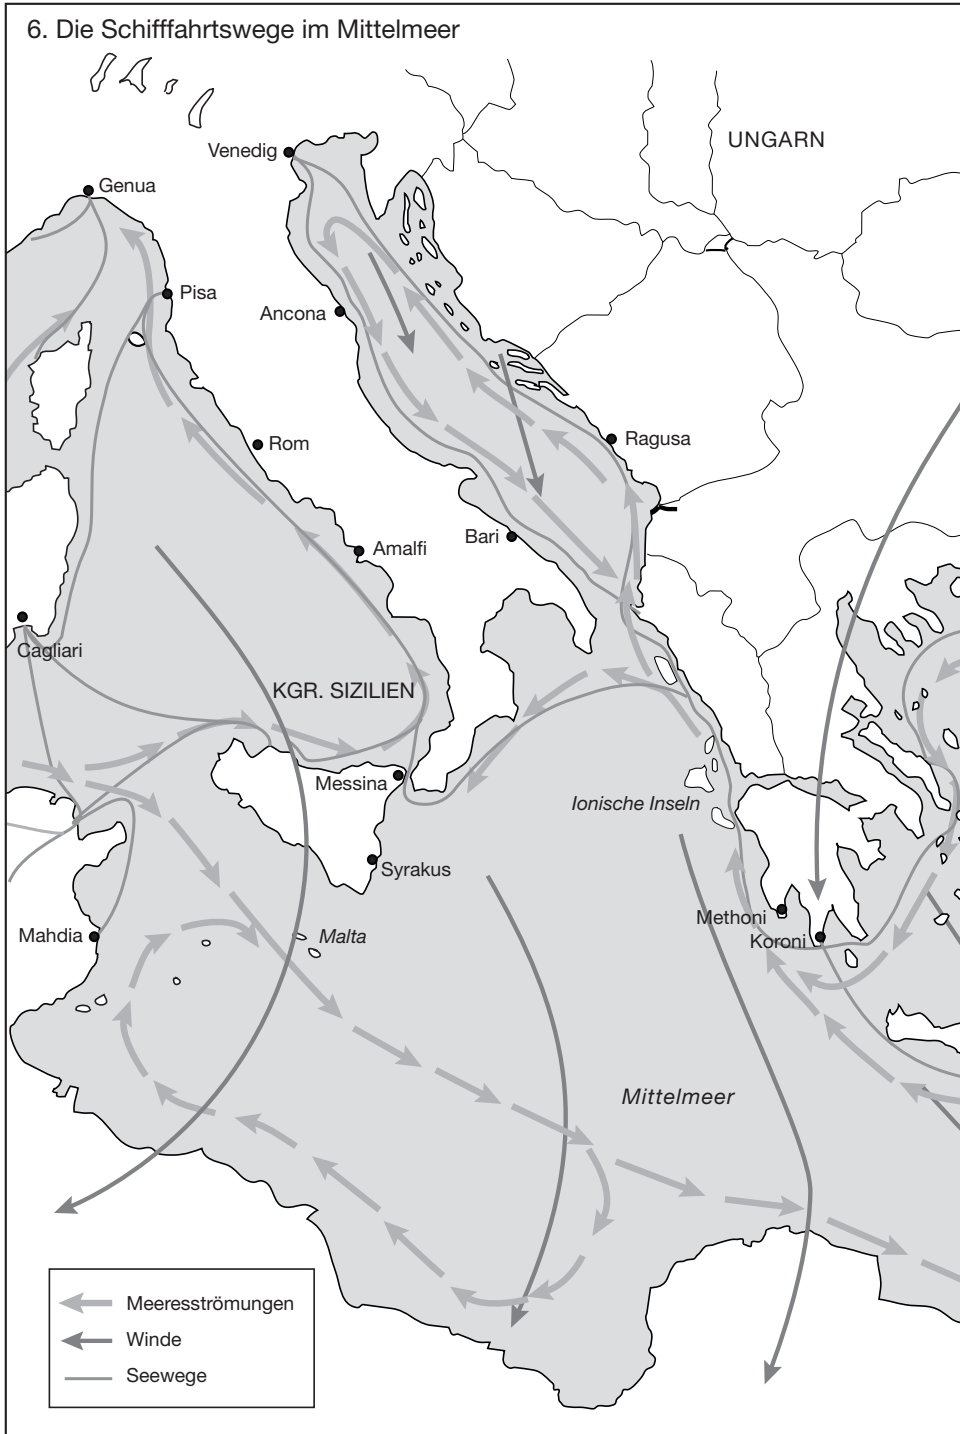 6. Die Schifffahrtswege im Mittelmeer
UNGARN
Venedig
Genua
Pisa
Ancona
Ragusa
Rom
Bari
Amalfi
Cagliari
KGR. SIZILIEN
Messina
Ionische Inseln
Syrakus
Methoni
Mahdia
Malta
Koroni
Mittelmeer
Meeresströmungen
Winde
Seewege